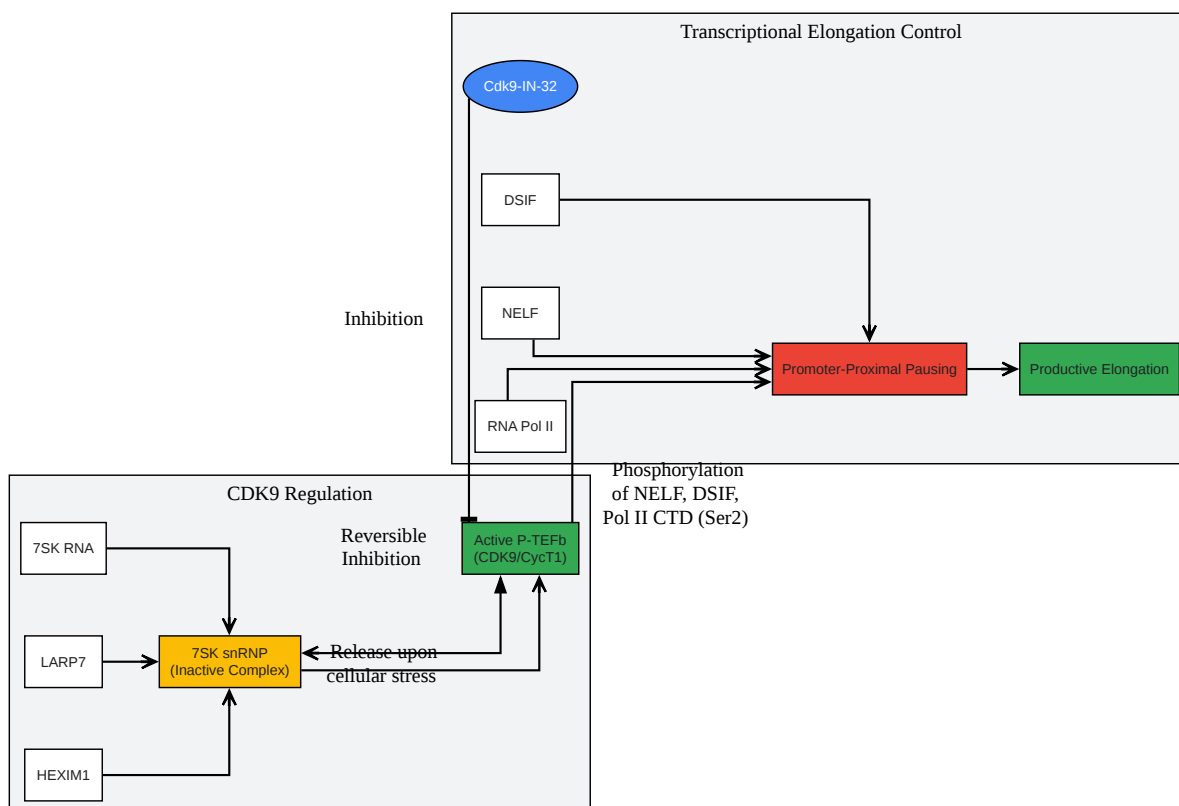 Transcriptional Elongation Control
Cdk9-IN-32
DSIF
NELF
Inhibition
Promoter-Proximal Pausing
Productive Elongation
RNA Pol II
Phosphorylation
of NELF, DSIF,
Pol II CTD (Ser2)
CDK9 Regulation
7SK RNA
Reversible
Inhibition
Active P-TEFb
(CDK9/CycT1)
LARP7
7SK snRNP
(Inactive Complex)
Release upon
cellular stress
HEXIM1